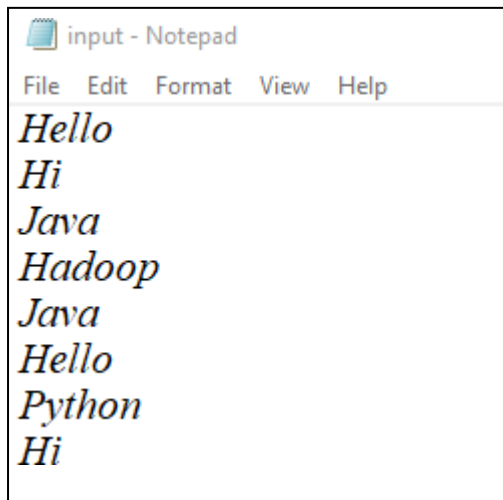 input - Notepad
File Edit Format View Help
Hello
Hi
Java
Hadoop
Java
Hello
Python
Hi